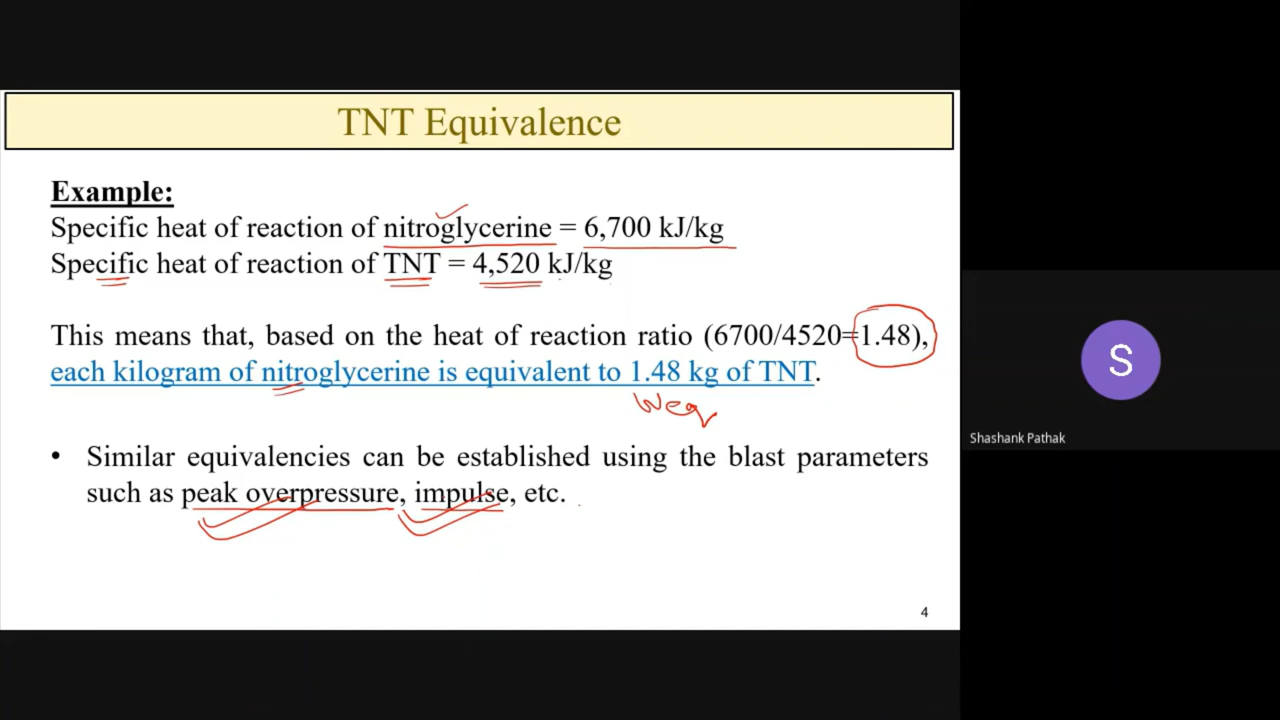 TNT Equivalence
Example:
Specific heat of reaction of nitroglycerine = 6,700 kJ/kg
Specific heat of reaction of TNT = 4,520 kJ/kg
This means that, based on the heat of reaction ratio (6700/4520=1.48),
each kilogram of nitroglycerine is equivalent to 1.48 kg of TNT.
Weq
• Similar equivalencies can be established using the blast parameters
such as peak overpressure, impulse, etc.
4
S
Shashank Pathak